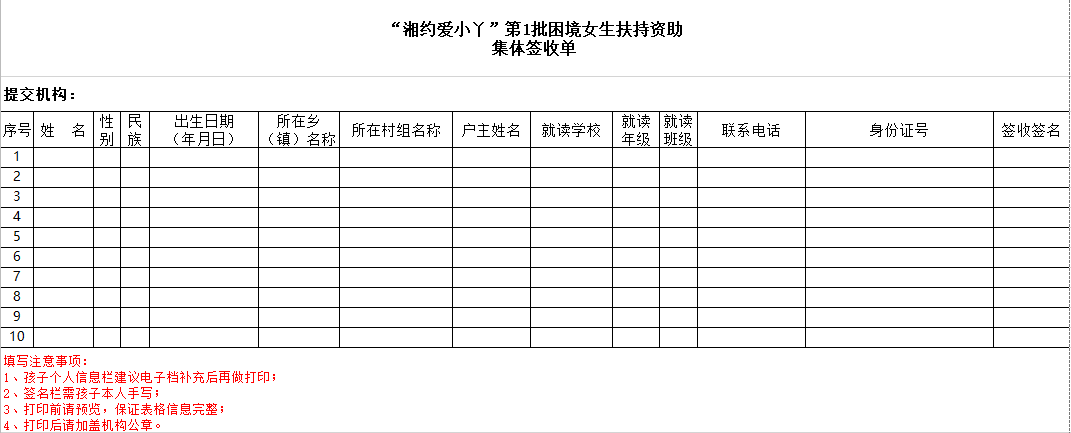 “湘约爱小丫”第1批困境女生扶持资助
集体签收单
提交机构：
序号 姓 名 性别 民族 出生日期（年月日） 所在乡（镇）名称 所在村组名称 户主姓名 就读学校 就读年级 就读班级 联系电话 身份证号 签收签名
1
2
3
4
5
6
7
8
9
10
填写注意事项：
1、孩子个人信息栏建议电子档补充后再做打印；
2、签名栏需孩子本人手写；
3、打印前请预览，保证表格信息完整；
4、打印后请加盖机构公章。